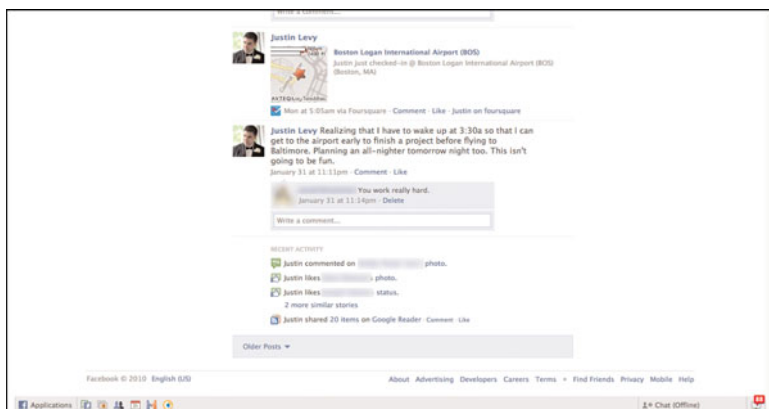 Write a comment...
Justin Levy
Boston Logan International Airport (BOS)
Justin just checked-in @ Boston Logan International Airport (BOS)
(Boston, MA)
Mon at 5:05am via Foursquare · Comment · Like · Justin on foursquare
Justin Levy Realizing that I have to wake up at 3:30a so that I can
get to the airport early to finish a project before flying to
Baltimore. Planning an all-nighter tomorrow night too. This isn't
going to be fun.
January 31 at 11:11pm · Comment · Like
You work really hard.
January 31 at 11:14pm · Delete
Write a comment...
RECENT ACTIVITY
Justin commented on photo.
Justin likes photo.
Justin likes status.
2 more similar stories
Justin shared 20 items on Google Reader · Comment · Like
Older Posts
Facebook © 2010 English (US)
About Advertising Developers Careers Terms • Find Friends Privacy Mobile Help
Applications
Chat (Offline)